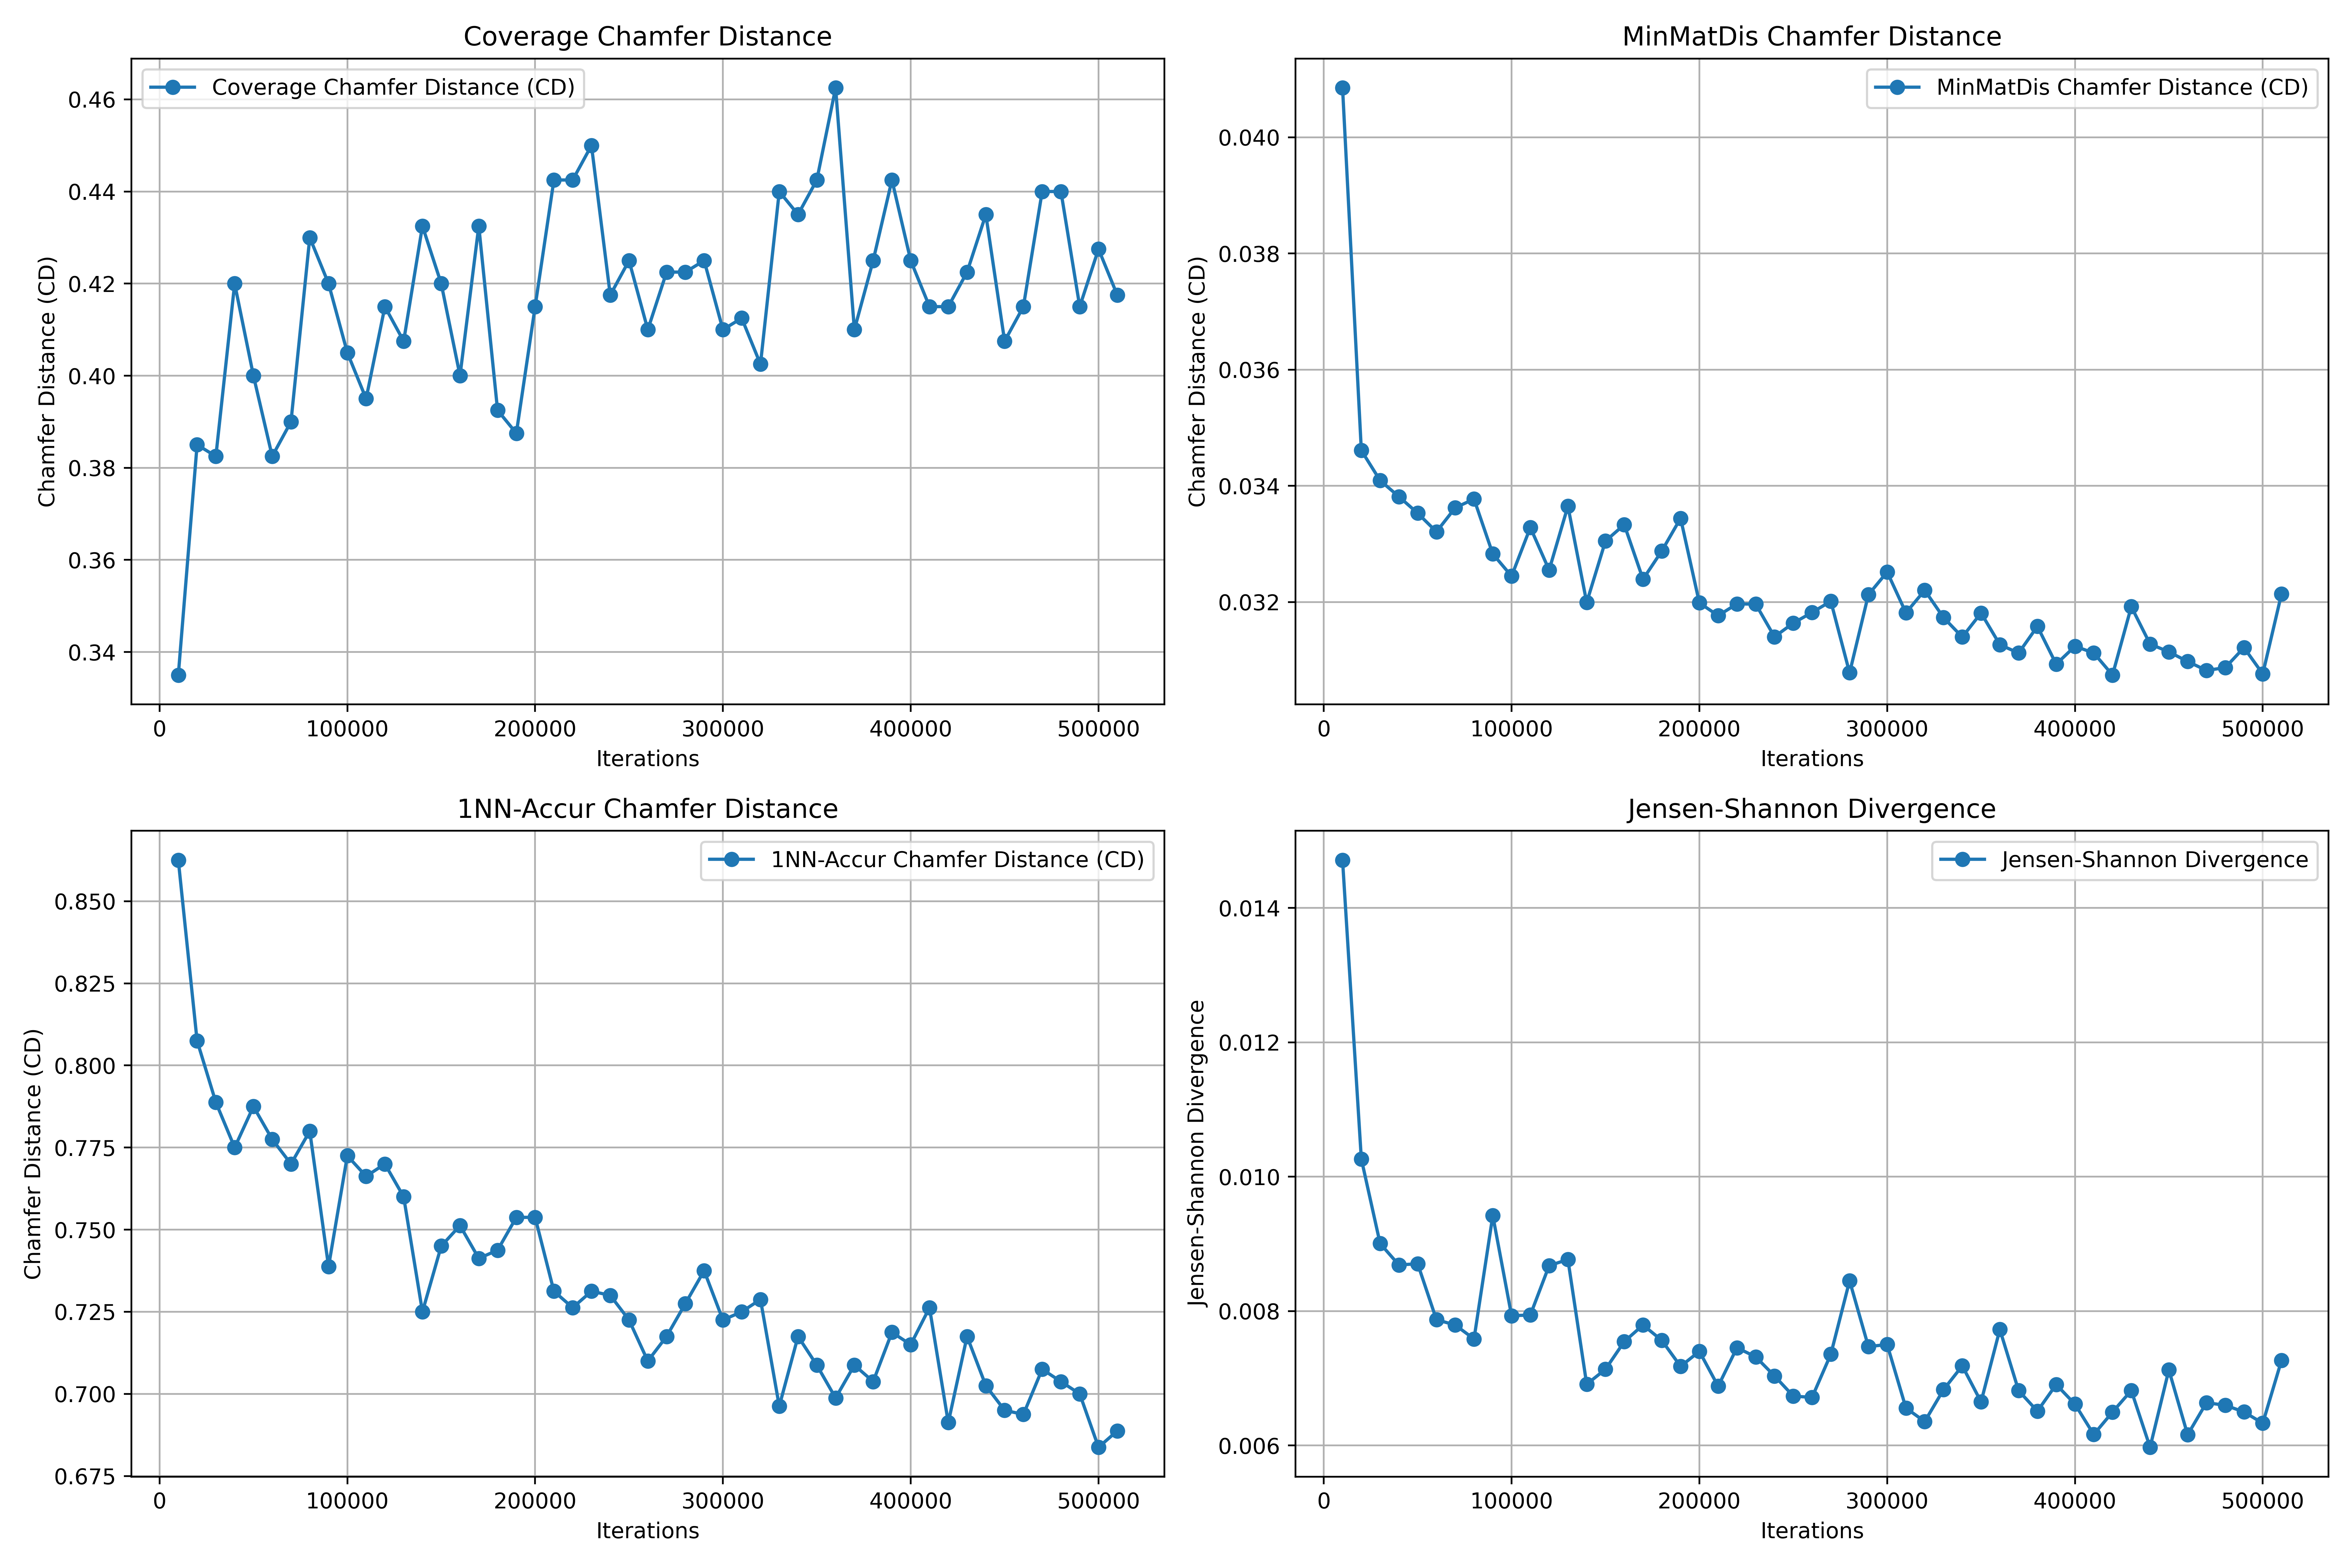 Coverage Chamfer Distance
Coverage Chamfer Distance (CD)
Chamfer Distance (CD)
0.46
0.44
0.42
0.40
0.38
0.36
0.34
0 100000 200000 300000 400000 500000
Iterations
MinMatDis Chamfer Distance
MinMatDis Chamfer Distance (CD)
Chamfer Distance (CD)
0.040
0.038
0.036
0.034
0.032
0 100000 200000 300000 400000 500000
Iterations
1NN-Accur Chamfer Distance
1NN-Accur Chamfer Distance (CD)
Chamfer Distance (CD)
0.850
0.825
0.800
0.775
0.750
0.725
0.700
0.675
0 100000 200000 300000 400000 500000
Iterations
Jensen-Shannon Divergence
Jensen-Shannon Divergence
Jensen-Shannon Divergence
0.014
0.012
0.010
0.008
0.006
0 100000 200000 300000 400000 500000
Iterations